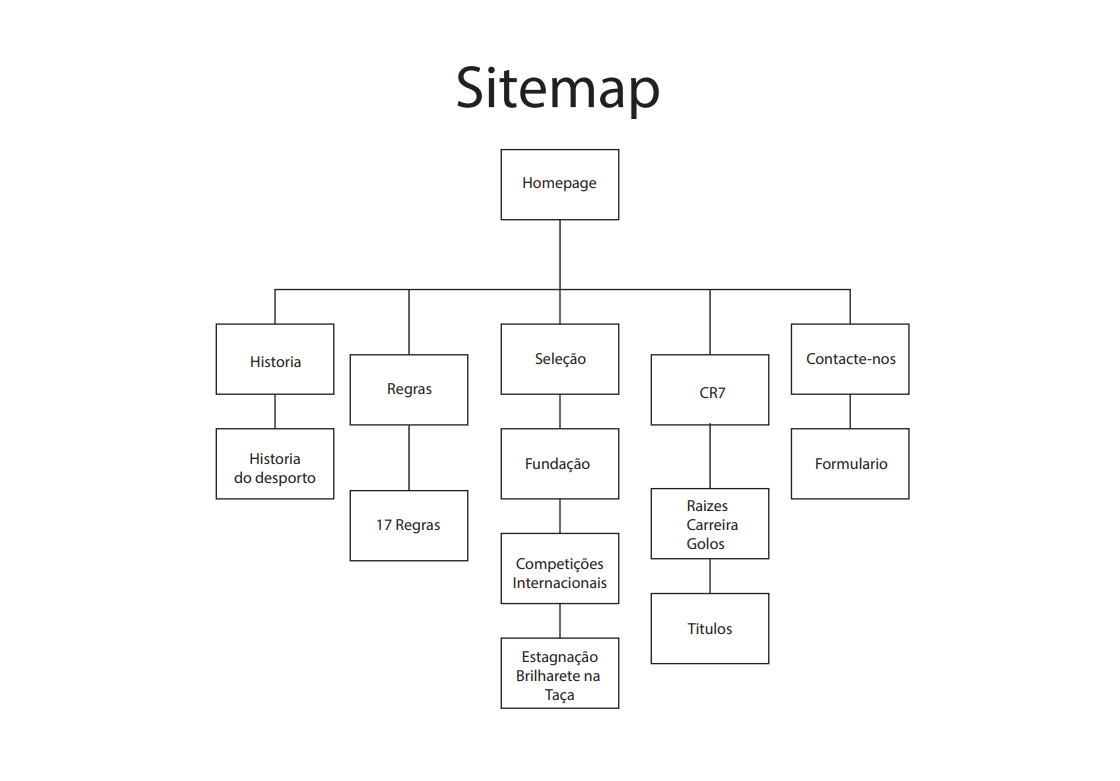 Sitemap
Homepage
Historia
Regras
Seleção
CR7
Contacte-nos
Historia
do desporto
17 Regras
Fundação
Raizes
Carreira
Golos
Formulario
Competições
Internacionais
Titulos
Estagnação
Brilharete na
Taça